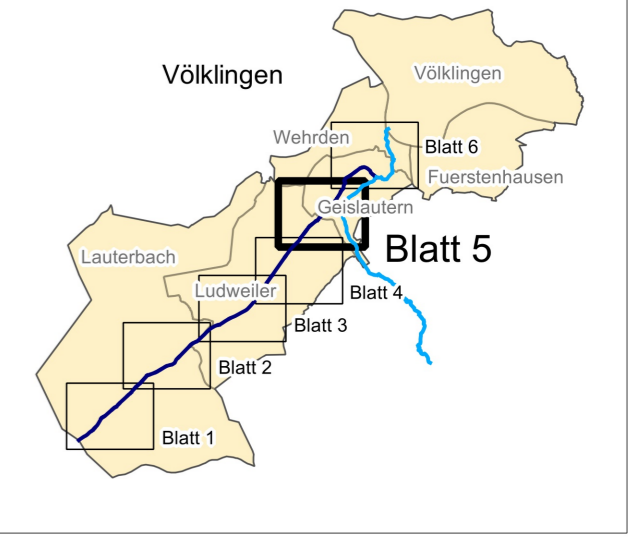 Völklingen
Völklingen
Wehrden
Blatt 6
Fuerstenhausen
Geislautern
Blatt 5
Lauterbach
Ludweiler
Blatt 4
Blatt 3
Blatt 2
Blatt 1